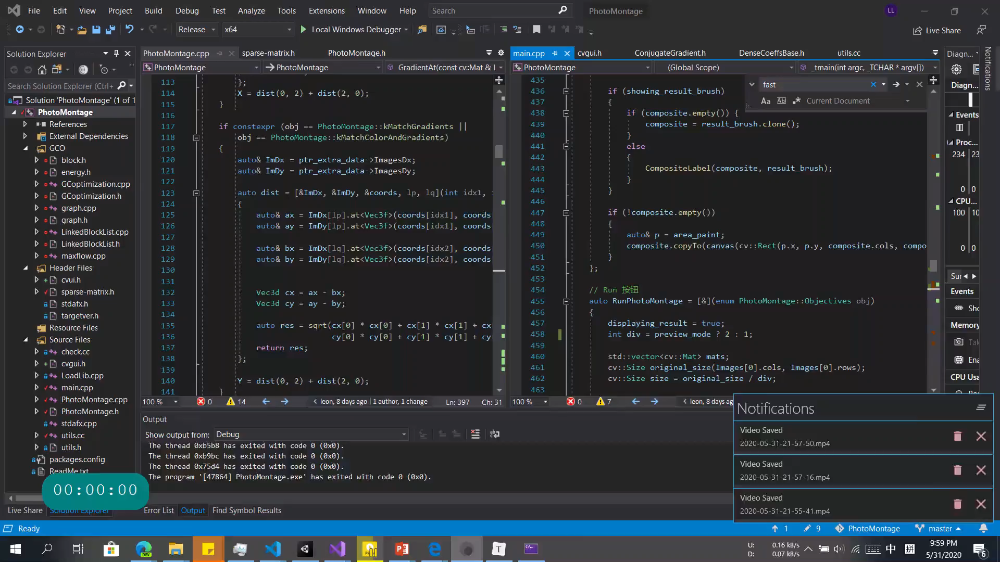 File Edit View Project Build Debug Test Analyze Tools Extensions Window Help Search PhotoMontage LL
Release x64 Local Windows Debugger Live Share
Solution Explorer
Search Solution Explorer (Ctrl+
Solution 'PhotoMontage' (1 of 1
PhotoMontage
References
External Dependencies
GCO
block.h
energy.h
GCoptimization.cpp
GCoptimization.h
graph.cpp
graph.h
LinkedBlockList.cpp
LinkedBlockList.h
maxflow.cpp
Header Files
cvui.h
sparse-matrix.h
stdafx.h
targetver.h
Resource Files
Source Files
check.cc
cvgui.h
LoadLib.cpp
main.cpp
PhotoMontage.cpp
PhotoMontage.h
stdafx.cpp
utils.cc
utils.h
packages.config
ReadMe.txt
00:00:00
Live Share Solution Explorer
PhotoMontage.cpp sparse-matrix.h PhotoMontage.h
PhotoMontage PhotoMontage GradientAt(const cv::Mat & I
113 };
114 X = dist(0, 2) + dist(2, 0);
115 }
116
117 if constexpr (obj == PhotoMontage::kMatchGradients ||
118 obj == PhotoMontage::kMatchColorAndGradients)
119 {
120 auto& ImDx = ptr_extra_data->ImagesDx;
121 auto& ImDy = ptr_extra_data->ImagesDy;
122
123 auto dist = [&ImDx, &ImDy, &coords, lp, lq](int idx1,
124 {
125 auto& ax = ImDx[lp].at<Vec3f>(coords[idx1], coords
126 auto& ay = ImDy[lp].at<Vec3f>(coords[idx1], coords
127
128 auto& bx = ImDx[lq].at<Vec3f>(coords[idx2], coords
129 auto& by = ImDy[lq].at<Vec3f>(coords[idx2], coords
130
131
132 Vec3d cx = ax - bx;
133 Vec3d cy = ay - by;
134
135 auto res = sqrt(cx[0] * cx[0] + cx[1] * cx[1] + cx
136 cy[0] * cy[0] + cy[1] * cy[1] + cy
137 return res;
138 };
139
140 Y = dist(0, 2) + dist(2, 0);
141 }
100 % 0 14 leon, 8 days ago | 1 author, 1 change Ln: 397 Ch: 31
main.cpp cvgui.h ConjugateGradient.h DenseCoeffsBase.h utils.cc
PhotoMontage (Global Scope) _tmain(int argc, _TCHAR * argv[])
fast
Aa Ab Current Document
435
436 if (showing_result_brush)
437 {
438 if (composite.empty()) {
439 composite = result_brush.clone();
440 }
441 else
442 {
443 CompositeLabel(composite, result_brush);
444 }
445 }
446
447 if (!composite.empty())
448 {
449 auto& p = area_paint;
450 composite.copyTo(canvas(cv::Rect(p.x, p.y, composite.cols, compo
451 }
452 };
453
454 // Run 按钮
455 auto RunPhotoMontage = [&](enum PhotoMontage::Objectives obj)
456 {
457 displaying_result = true;
458 int div = preview_mode ? 2 : 1;
459
460 std::vector<cv::Mat> mats;
461 cv::Size original_size(Images[0].cols, Images[0].rows);
462 cv::Size size = original_size / div;
463
100 % 0 7 leon, 8 days ag
Diagn...
Diagn...
Events
Proc...
234 23
0 0
CPU...
100 10
0 0
Sur
Events
Sho
Memory
Tak
Ena
CPU Usa
Notifications
Output
Show output from: Debug
The thread 0xb5b8 has exited with code 0 (0x0).
The thread 0xb9bc has exited with code 0 (0x0).
The thread 0x75d4 has exited with code 0 (0x0).
The program '[47864] PhotoMontage.exe' has exited with code 0 (0x0).
Error List Output Find Symbol Results
Notifications
Video Saved
2020-05-31-21-57-50.mp4
Video Saved
2020-05-31-21-57-16.mp4
Video Saved
2020-05-31-21-55-41.mp4
Ready 1 9 PhotoMontage master
U: 0.16 kB/s
D: 0.07 kB/s
中 拼
9:59 PM
5/31/2020
6